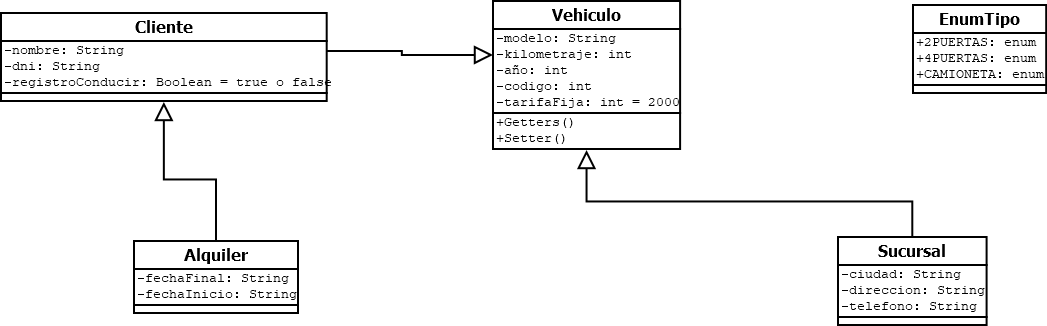 Cliente
-nombre: String
-dni: String
-registroConducir: Boolean = true o false
Vehiculo
-modelo: String
-kilometraje: int
-año: int
-codigo: int
-tarifaFija: int = 2000
+Getters()
+Setter()
EnumTipo
+2PUERTAS: enum
+4PUERTAS: enum
+CAMIONETA: enum
Alquiler
-fechaFinal: String
-fechaInicio: String
Sucursal
-ciudad: String
-direccion: String
-telefono: String